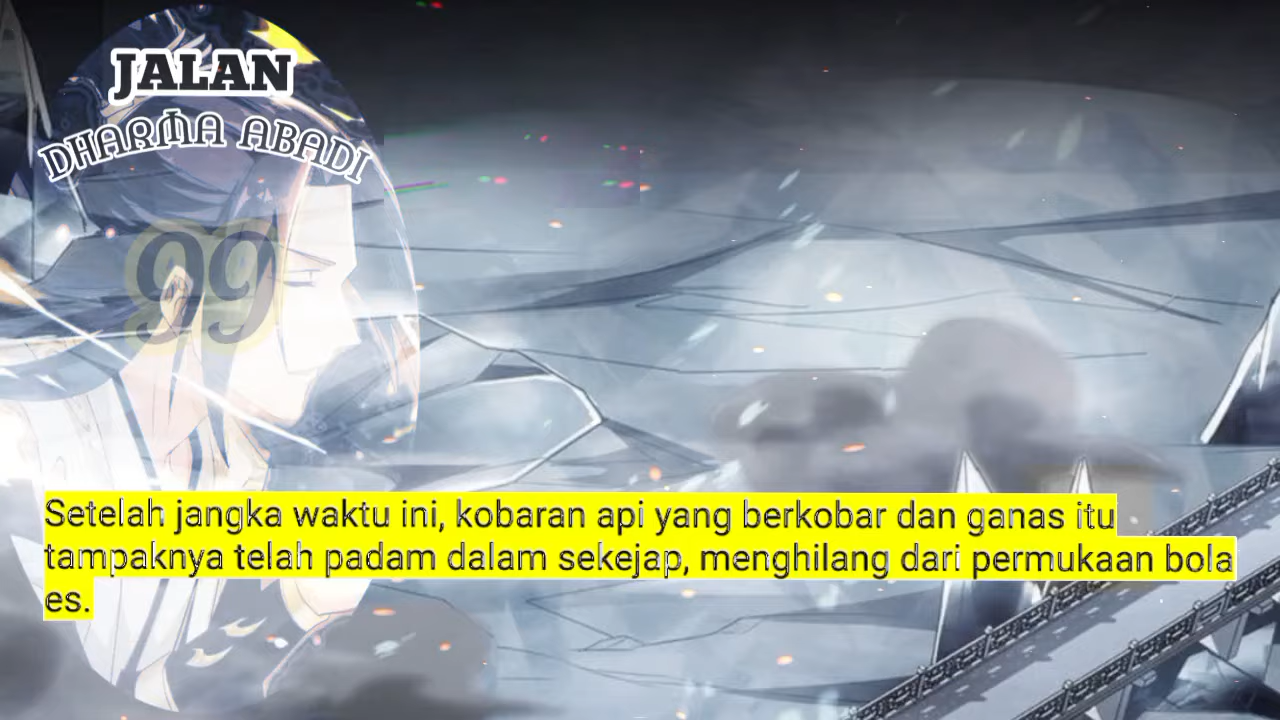 JALAN
DHARMA ABADI
99
Setelah jangka waktu ini, kobaran api yang berkobar dan ganas itu
tampaknya telah padam dalam sekejap, menghilang dari permukaan bola
es.